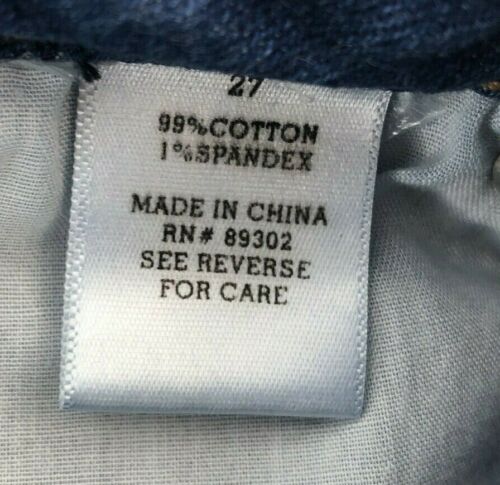 27
99%COTTON
1%SPANDEX
MADE IN CHINA
RN# 89302
SEE REVERSE
FOR CARE